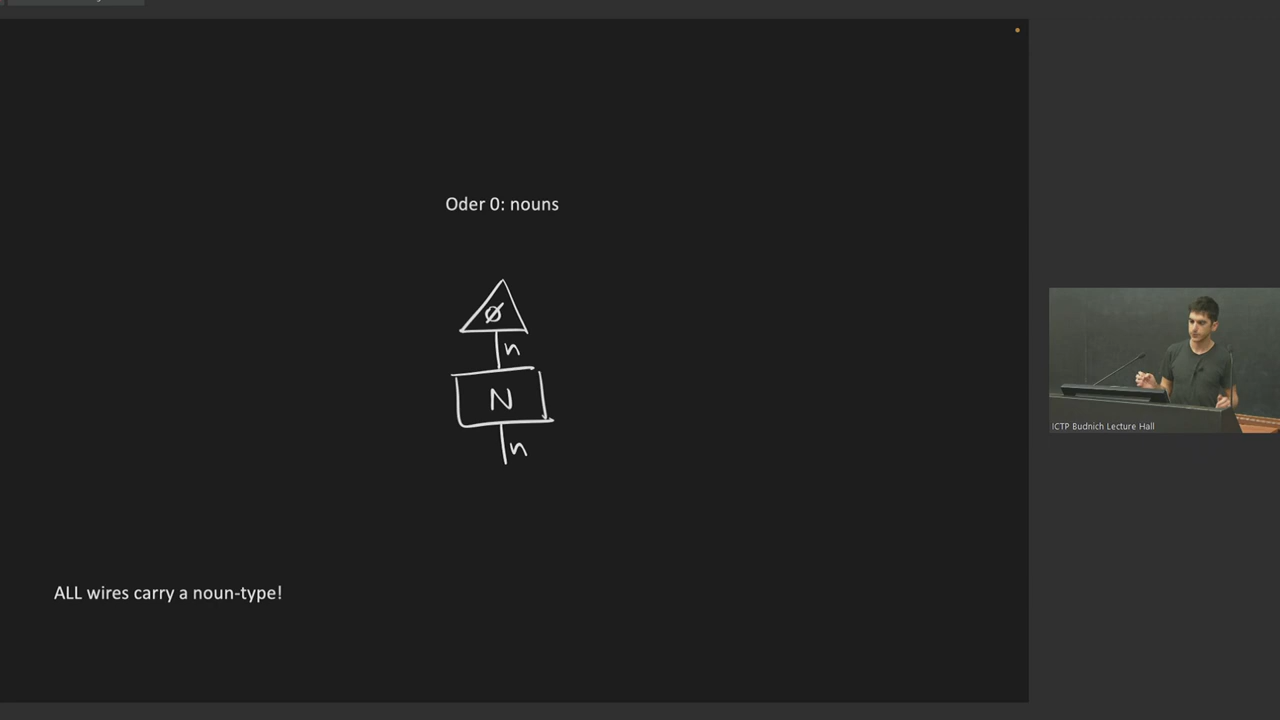 Oder 0: nouns
Ø
n
N
n
ALL wires carry a noun-type!
ICTP Budnich Lecture Hall